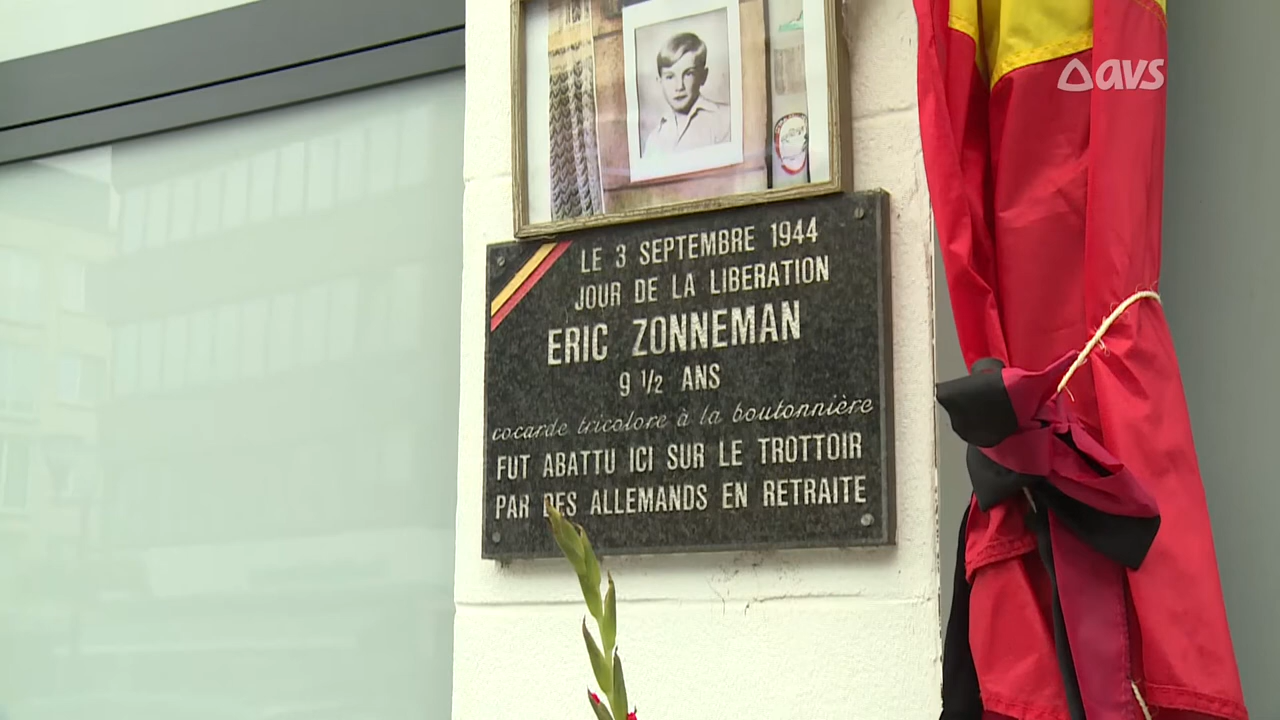 avs
LE 3 SEPTEMBRE 1944
JOUR DE LA LIBERATION
ERIC ZONNEMAN
9 1/2 ANS
cocarde tricolore à la boutonnière
FUT ABATTU ICI SUR LE TROTTOIR
PAR DES ALLEMANDS EN RETRAITE